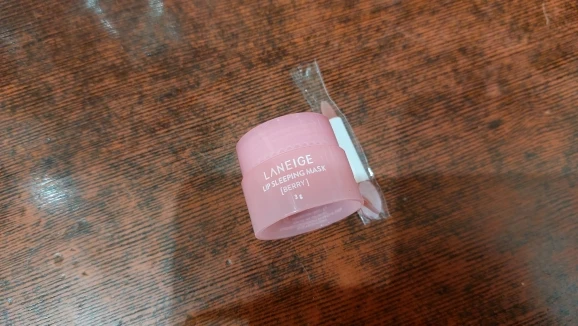 LANEIGE
LIP SLEEPING MASK
[BERRY]
3g